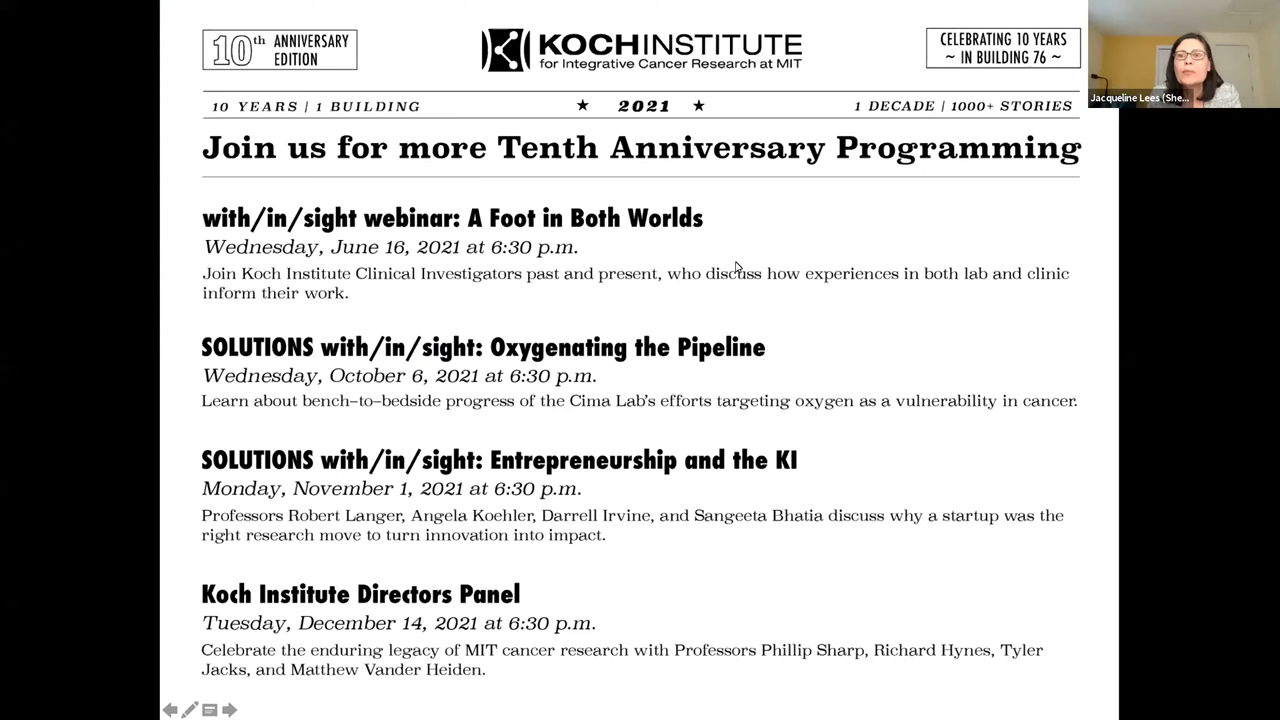 10th ANNIVERSARY
EDITION
KOCH INSTITUTE
for Integrative Cancer Research at MIT
CELEBRATING 10 YEARS
~ IN BUILDING 76 ~
10 YEARS | 1 BUILDING ★ 2021 ★ 1 DECADE | 1000+ STORIES
Join us for more Tenth Anniversary Programming
with/in/sight webinar: A Foot in Both Worlds
Wednesday, June 16, 2021 at 6:30 p.m.
Join Koch Institute Clinical Investigators past and present, who discuss how experiences in both lab and clinic
inform their work.
SOLUTIONS with/in/sight: Oxygenating the Pipeline
Wednesday, October 6, 2021 at 6:30 p.m.
Learn about bench-to-bedside progress of the Cima Lab's efforts targeting oxygen as a vulnerability in cancer.
SOLUTIONS with/in/sight: Entrepreneurship and the KI
Monday, November 1, 2021 at 6:30 p.m.
Professors Robert Langer, Angela Koehler, Darrell Irvine, and Sangeeta Bhatia discuss why a startup was the
right research move to turn innovation into impact.
Koch Institute Directors Panel
Tuesday, December 14, 2021 at 6:30 p.m.
Celebrate the enduring legacy of MIT cancer research with Professors Phillip Sharp, Richard Hynes, Tyler
Jacks, and Matthew Vander Heiden.
Jacqueline Lees (She...